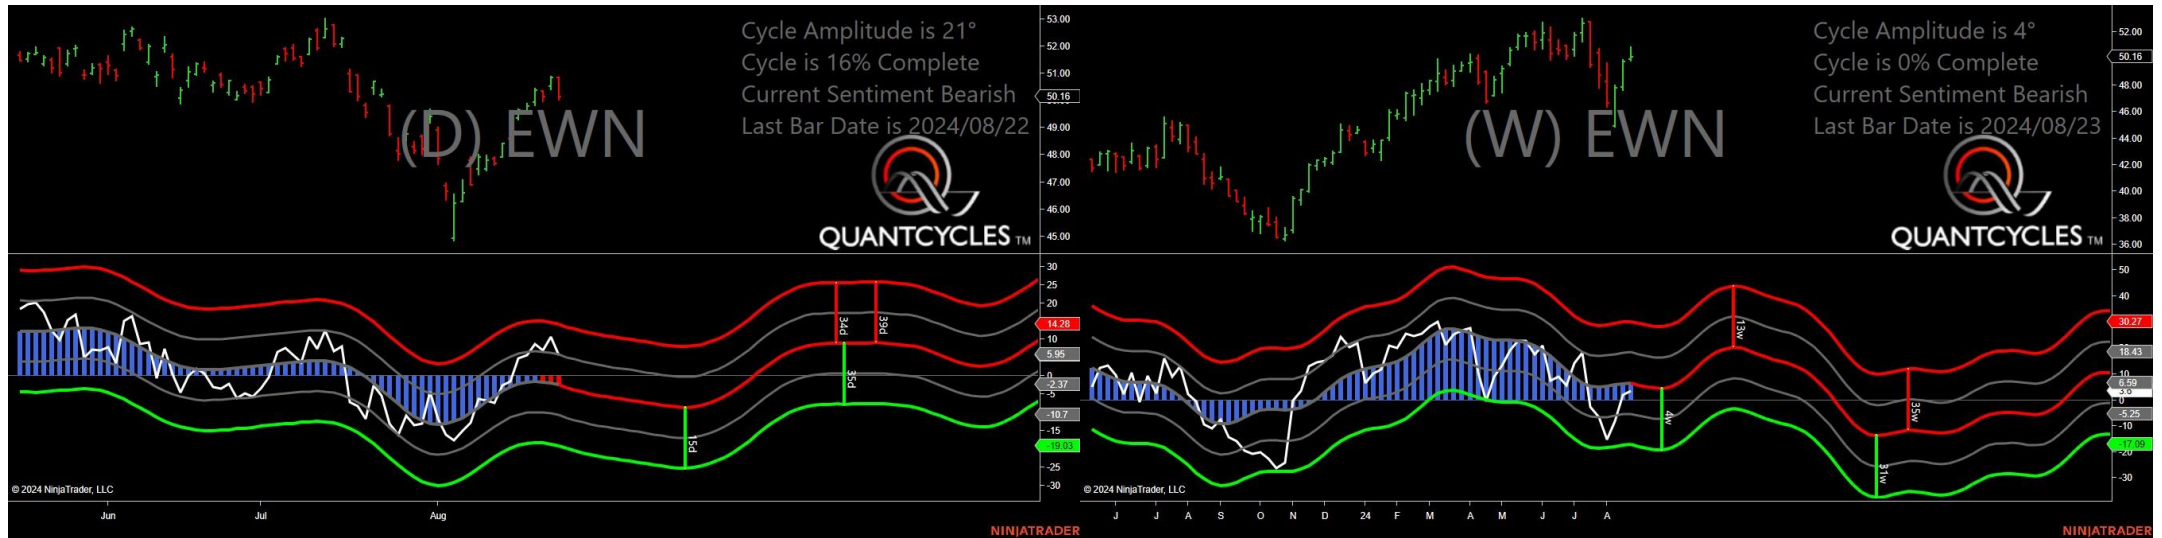 Cycle Amplitude is 21°
Cycle is 16% Complete
Current Sentiment Bearish
Last Bar Date is 2024/08/22
(D) EWN
QUANTCYCLES TM
53.00
52.00
51.00
50.16
49.00
48.00
47.00
46.00
45.00
30
25
20
14.28
10
5.95
0
-2.37
-5
-10.7
-15
-19.03
-25
-30
34d
39d
35d
15d
© 2024 NinjaTrader, LLC
Jun
Jul
Aug
NINJATRADER
Cycle Amplitude is 4°
Cycle is 0% Complete
Current Sentiment Bearish
Last Bar Date is 2024/08/23
(W) EWN
QUANTCYCLES TM
52.00
50.16
48.00
46.00
44.00
42.00
40.00
38.00
36.00
50
40
30.27
18.43
6.59
0
-5.25
-10
-17.09
-20
-30
13w
4w
35w
31w
© 2024 NinjaTrader, LLC
J J A S O N D 24 F M A M J J A
NINJATRADER